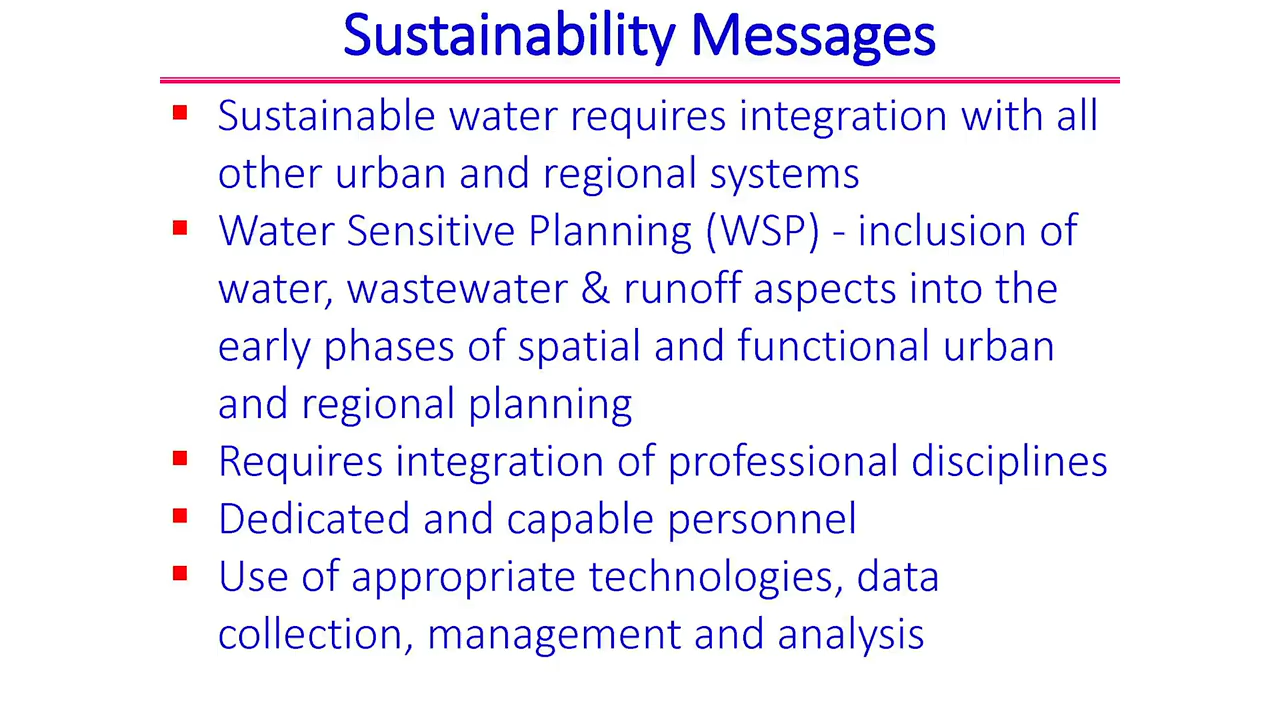 Sustainability Messages
▪ Sustainable water requires integration with all
other urban and regional systems
▪ Water Sensitive Planning (WSP) - inclusion of
water, wastewater & runoff aspects into the
early phases of spatial and functional urban
and regional planning
▪ Requires integration of professional disciplines
▪ Dedicated and capable personnel
▪ Use of appropriate technologies, data
collection, management and analysis